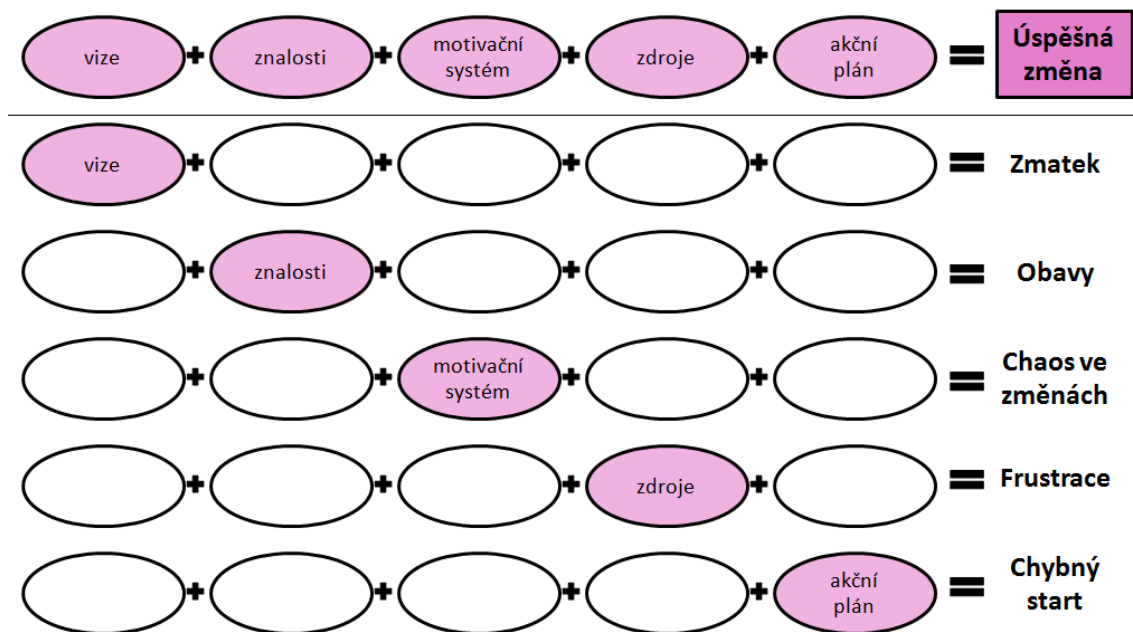 vize + znalosti + motivační systém + zdroje + akční plán = Úspěšná změna
vize + + + + = Zmatek
+ znalosti + + + = Obavy
+ + motivační systém + + = Chaos ve změnách
+ + + zdroje + = Frustrace
+ + + + akční plán = Chybný start